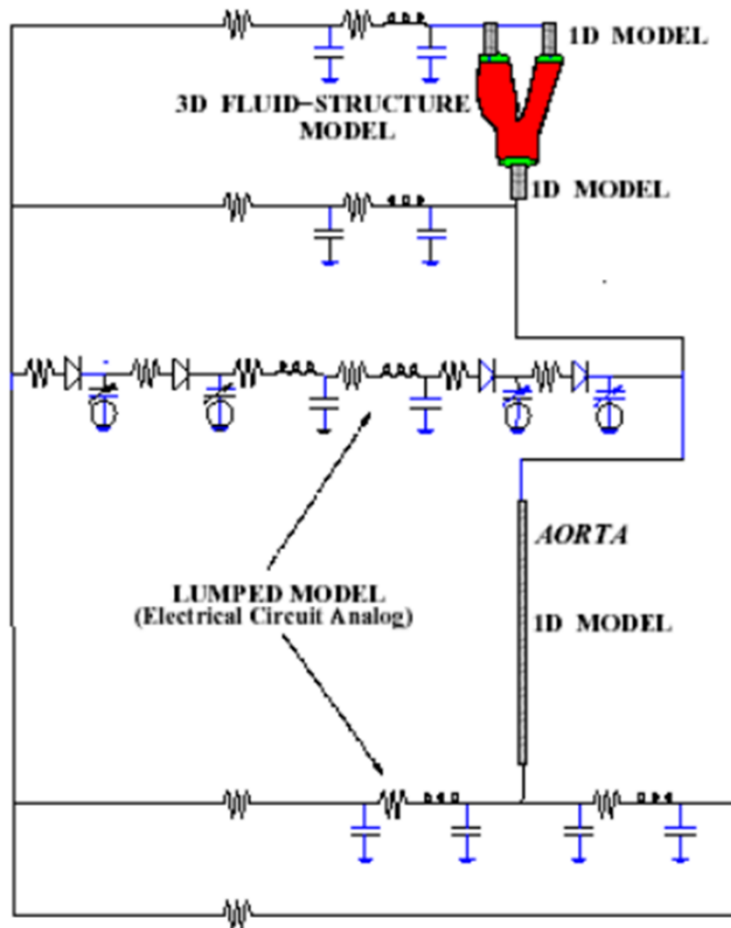 1D MODEL
3D FLUID-STRUCTURE
MODEL
1D MODEL
AORTA
LUMPED MODEL
(Electrical Circuit Analog)
1D MODEL